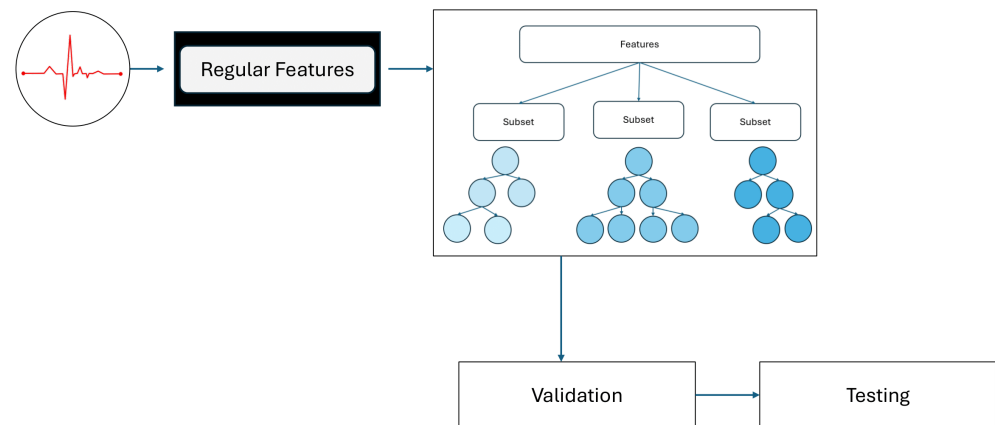 Regular Features
Features
Subset
Subset
Subset
Validation
Testing